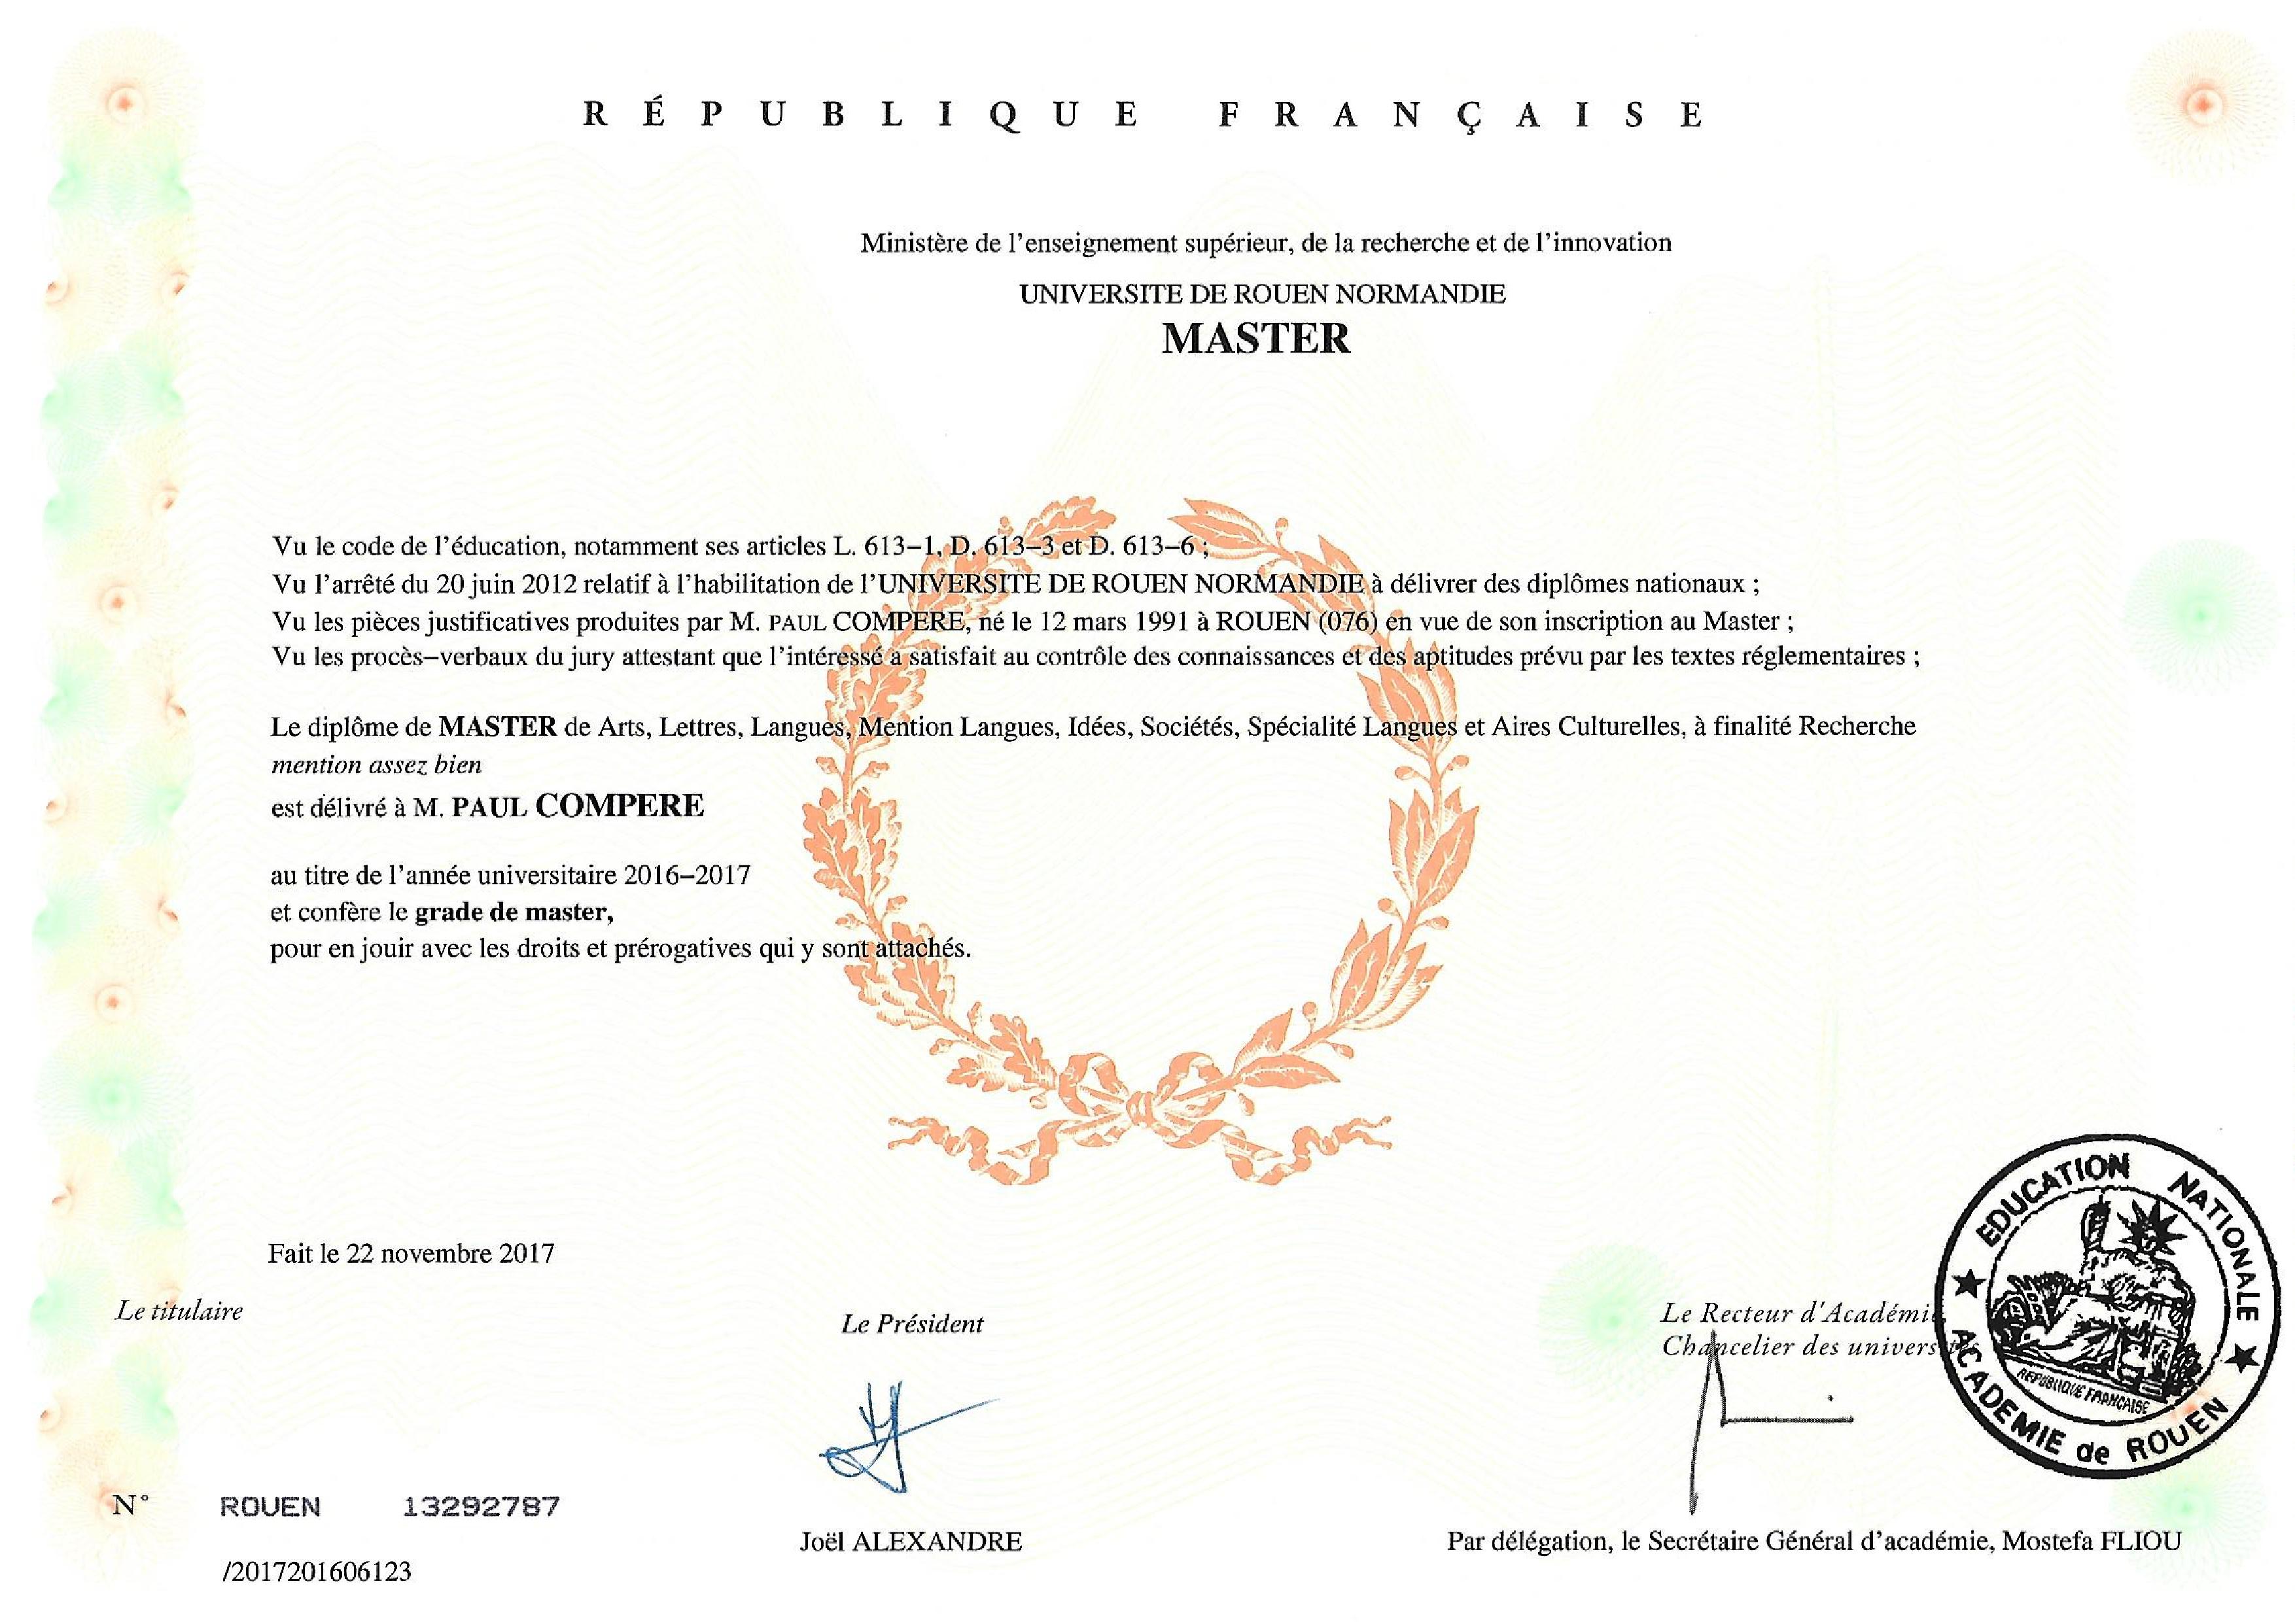 RÉPUBLIQUE FRANÇAISE
Ministère de l'enseignement supérieur, de la recherche et de l'innovation
UNIVERSITE DE ROUEN NORMANDIE
MASTER
Vu le code de l'éducation, notamment ses articles L. 613–1, D. 613–3 et D. 613–6 ;
Vu l'arrêté du 20 juin 2012 relatif à l'habilitation de l'UNIVERSITE DE ROUEN NORMANDIE à délivrer des diplômes nationaux ;
Vu les pièces justificatives produites par M. PAUL COMPERE, né le 12 mars 1991 à ROUEN (076) en vue de son inscription au Master ;
Vu les procès–verbaux du jury attestant que l'intéressé a satisfait au contrôle des connaissances et des aptitudes prévu par les textes réglementaires ;
Le diplôme de MASTER de Arts, Lettres, Langues, Mention Langues, Idées, Sociétés, Spécialité Langues et Aires Culturelles, à finalité Recherche
mention assez bien
est délivré à M. PAUL COMPERE
au titre de l'année universitaire 2016–2017
et confère le grade de master,
pour en jouir avec les droits et prérogatives qui y sont attachés.
Fait le 22 novembre 2017
Le titulaire
Le Président
Le Recteur d'Académie,
Chancelier des universités
EDUCATION NATIONALE
REPUBLIQUE FRANCAISE
ACADEMIE de ROUEN
N° ROUEN 13292787
Joël ALEXANDRE
Par délégation, le Secrétaire Général d'académie, Mostefa FLIOU
/2017201606123